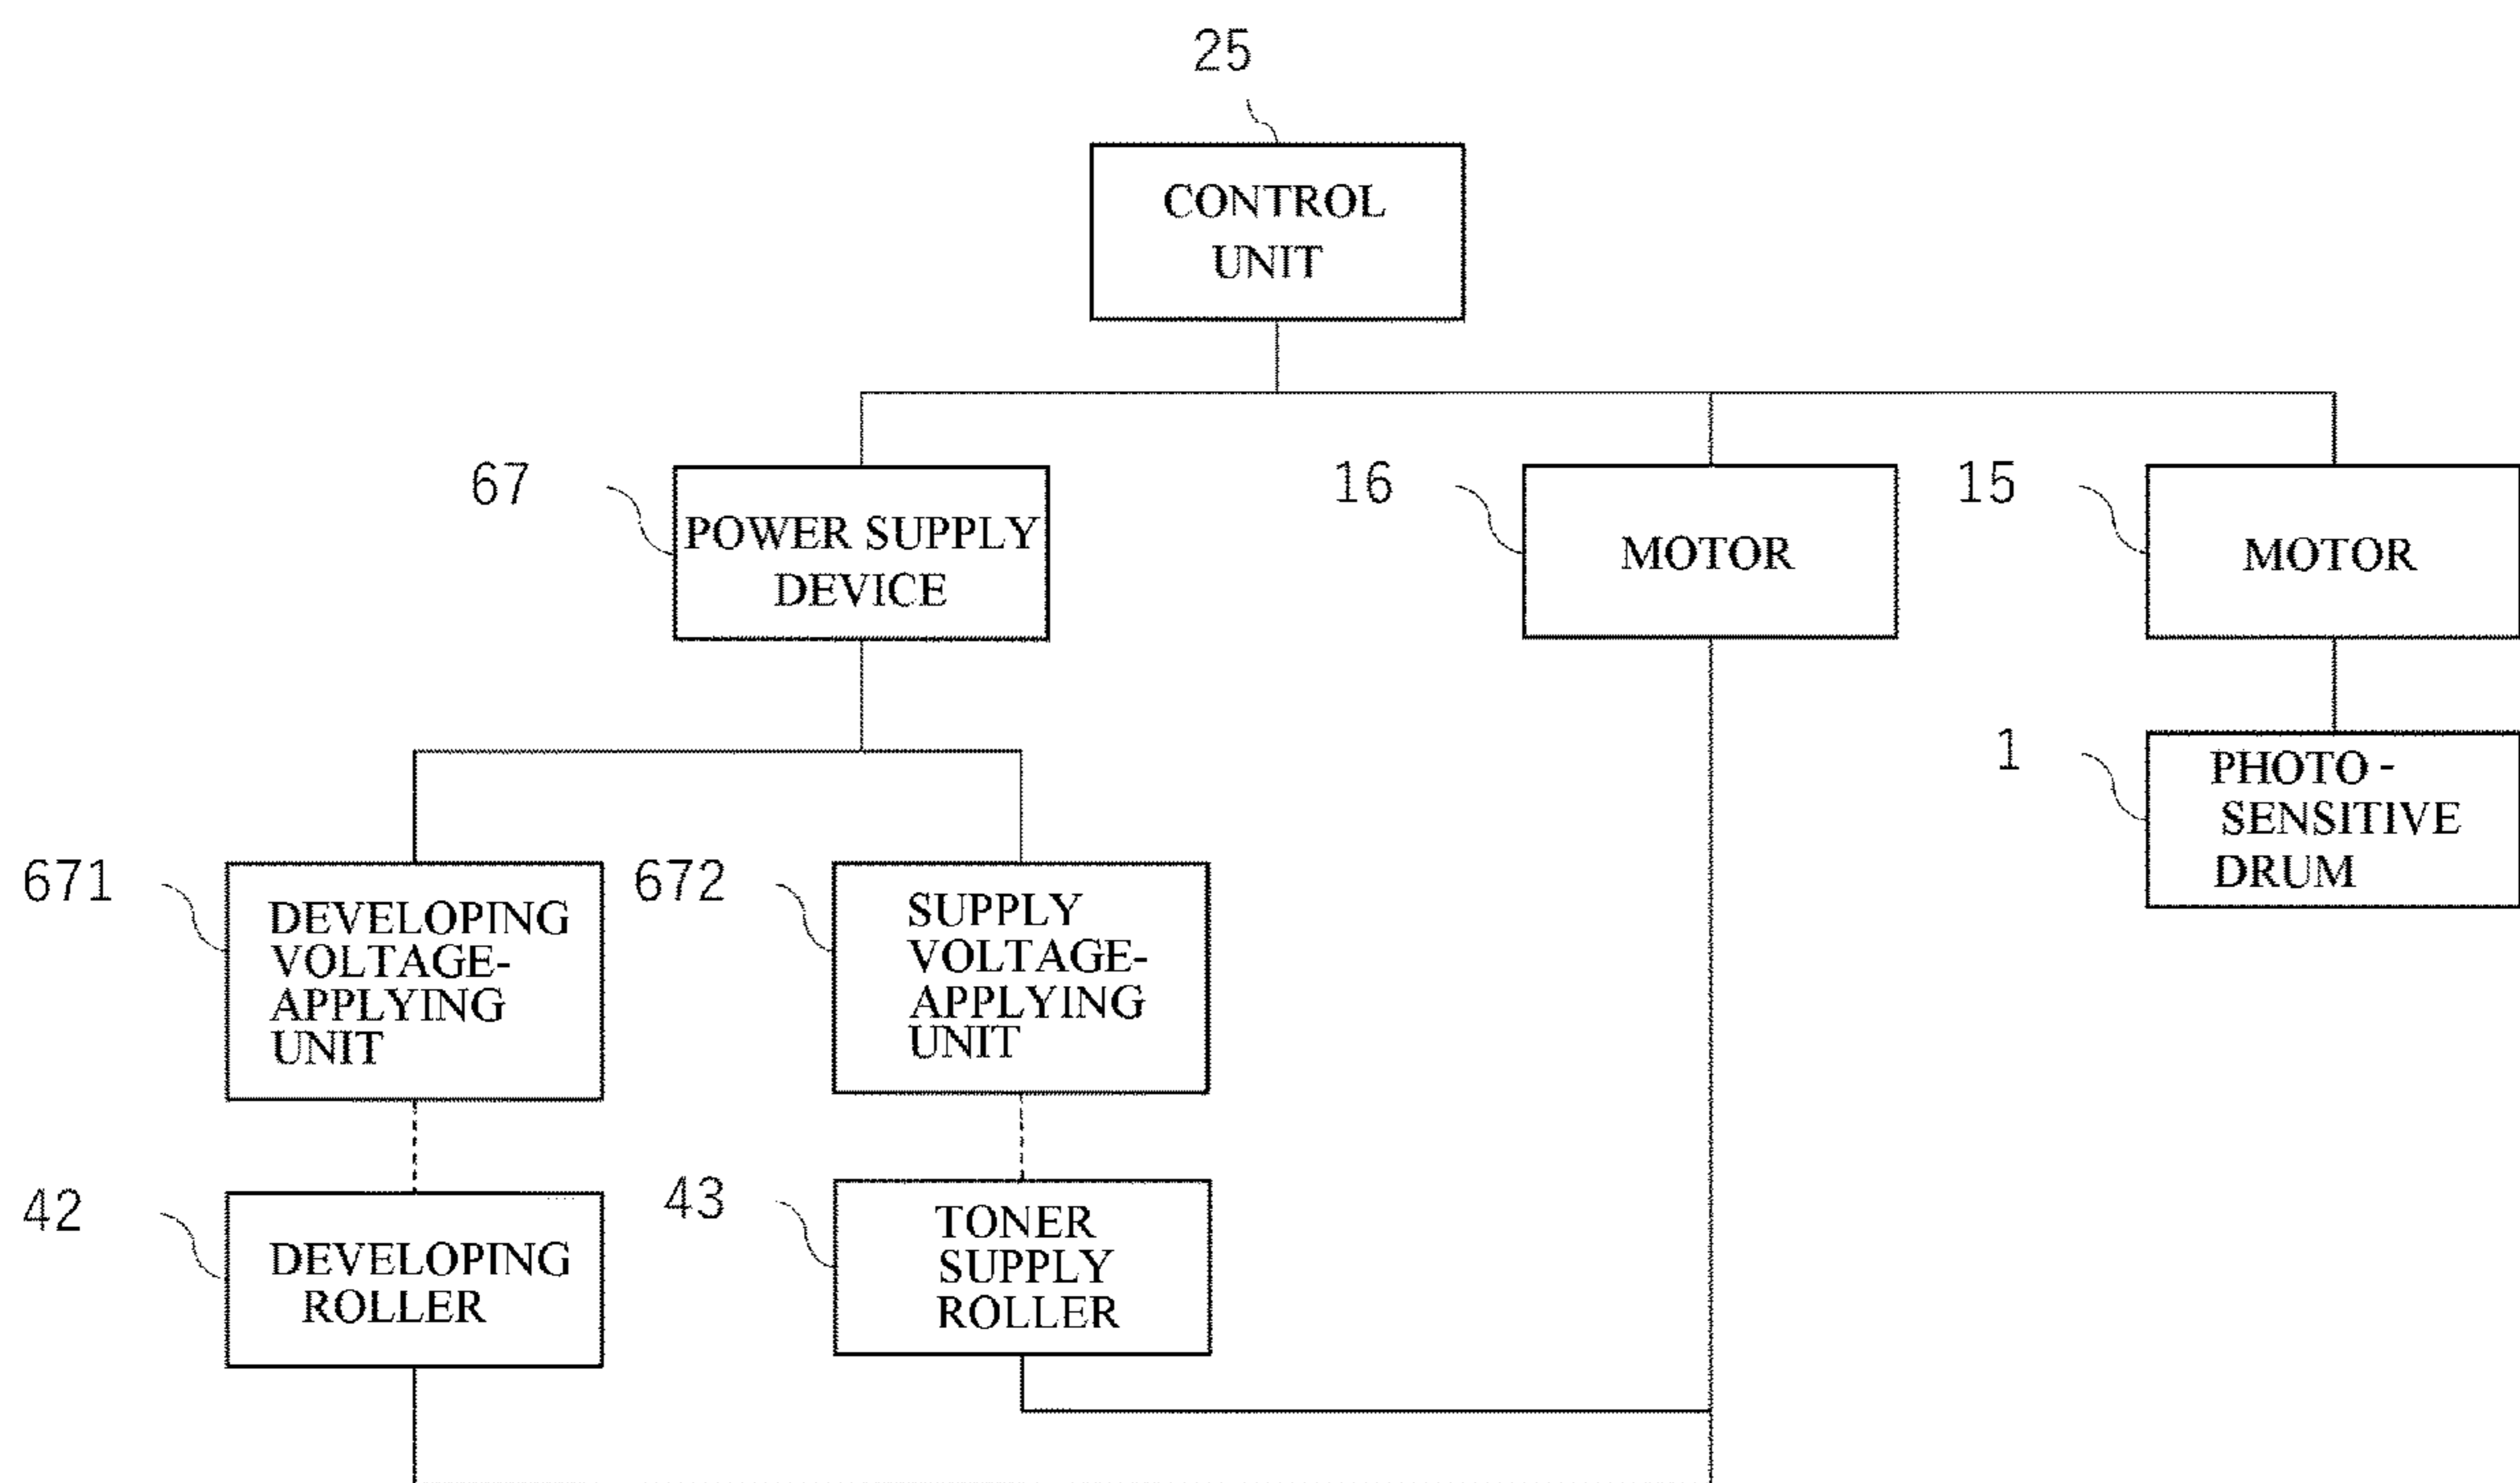 25
CONTROL
UNIT
67
POWER SUPPLY
DEVICE
16
MOTOR
15
MOTOR
1
PHOTO -
SENSITIVE
DRUM
671
DEVELOPING
VOLTAGE-
APPLYING
UNIT
672
SUPPLY
VOLTAGE-
APPLYING
UNIT
42
DEVELOPING
ROLLER
43
TONER
SUPPLY
ROLLER